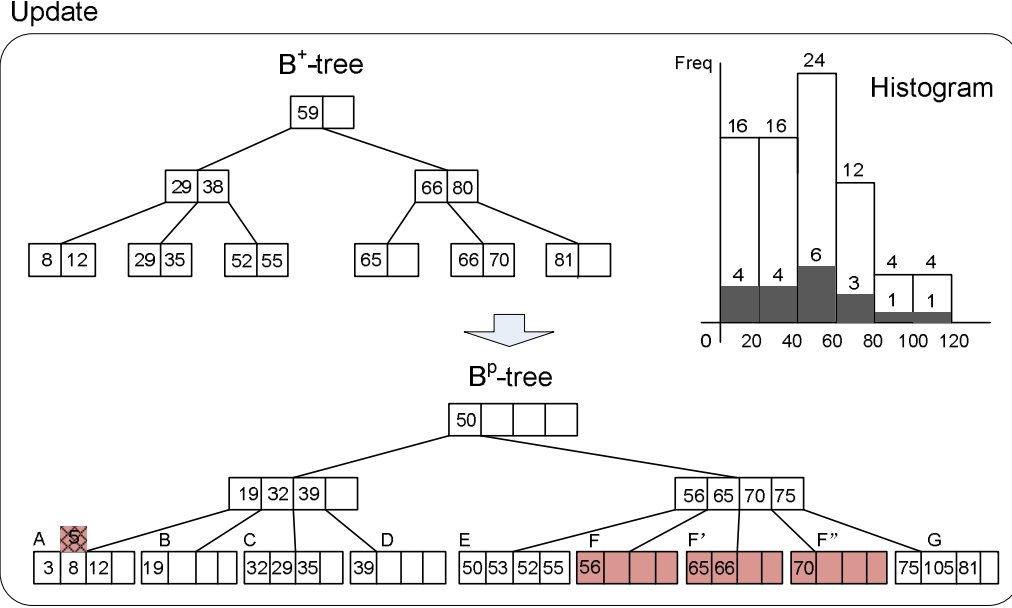 Update
B+-tree
59
29 38
66 80
8 12
29 35
52 55
65
66 70
81
Freq
Histogram
24
16 16
12
4 4 6 3 4 4
1 1
0 20 40 60 80 100 120
Bp-tree
50
19 32 39
56 65 70 75
A 5 B C D E F F' F" G
3 8 12
19
32 29 35
39
50 53 52 55
56
65 66
70
75 105 81